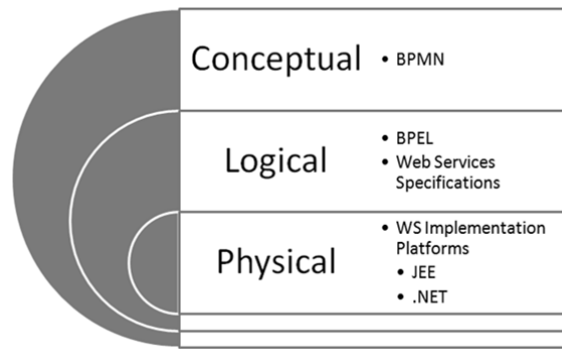 Conceptual
• BPMN
Logical
• BPEL
• Web Services
Specifications
Physical
• WS Implementation
Platforms
• JEE
• .NET